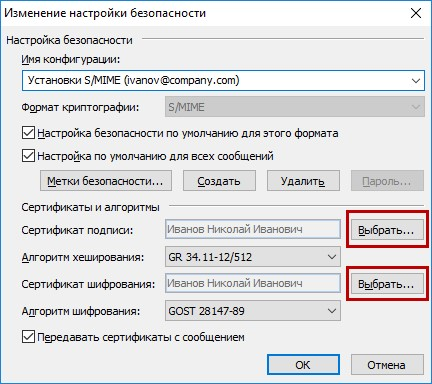 Изменение настройки безопасности
Настройка безопасности
Имя конфигурации:
Установки S/MIME (ivanov@company.com)
Формат криптографии: S/MIME
Настройка безопасности по умолчанию для этого формата
Настройка по умолчанию для всех сообщений
Метки безопасности... Создать Удалить Пароль...
Сертификаты и алгоритмы
Сертификат подписи: Иванов Николай Иванович Выбрать...
Алгоритм хеширования: GR 34.11-12/512
Сертификат шифрования: Иванов Николай Иванович Выбрать...
Алгоритм шифрования: GOST 28147-89
Передавать сертификаты с сообщением
ОК Отмена